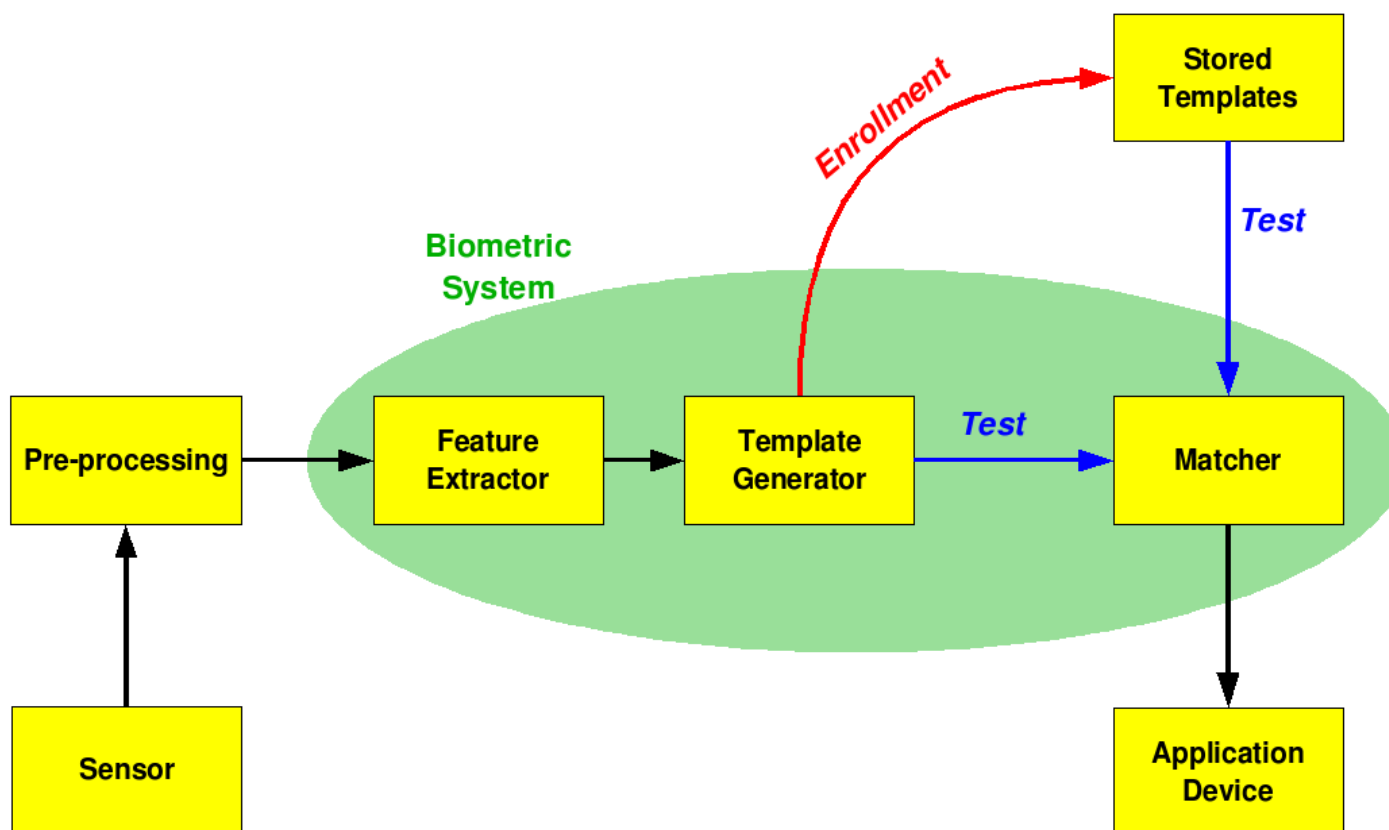 Stored
Templates
Enrollment
Test
Biometric
System
Pre-processing
Feature
Extractor
Template
Generator
Test
Matcher
Sensor
Application
Device